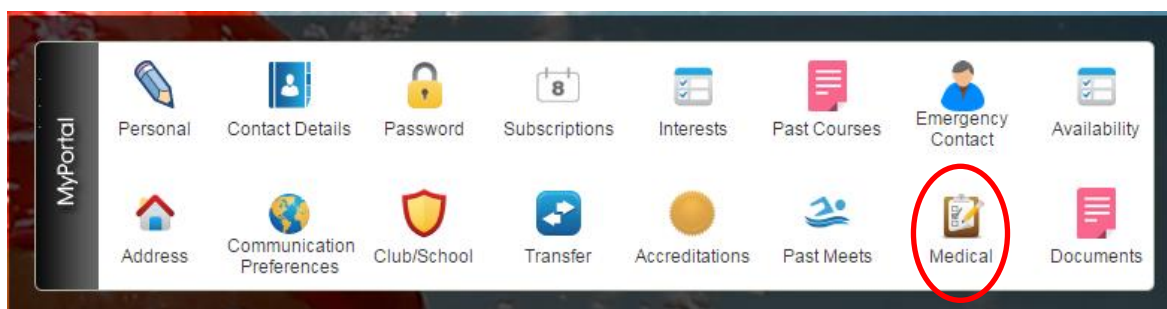 MyPortal
Personal
Contact Details
Password
8
Subscriptions
Interests
Past Courses
Emergency
Contact
Availability
Address
Communication
Preferences
Club/School
Transfer
Accreditations
Past Meets
Medical
Documents